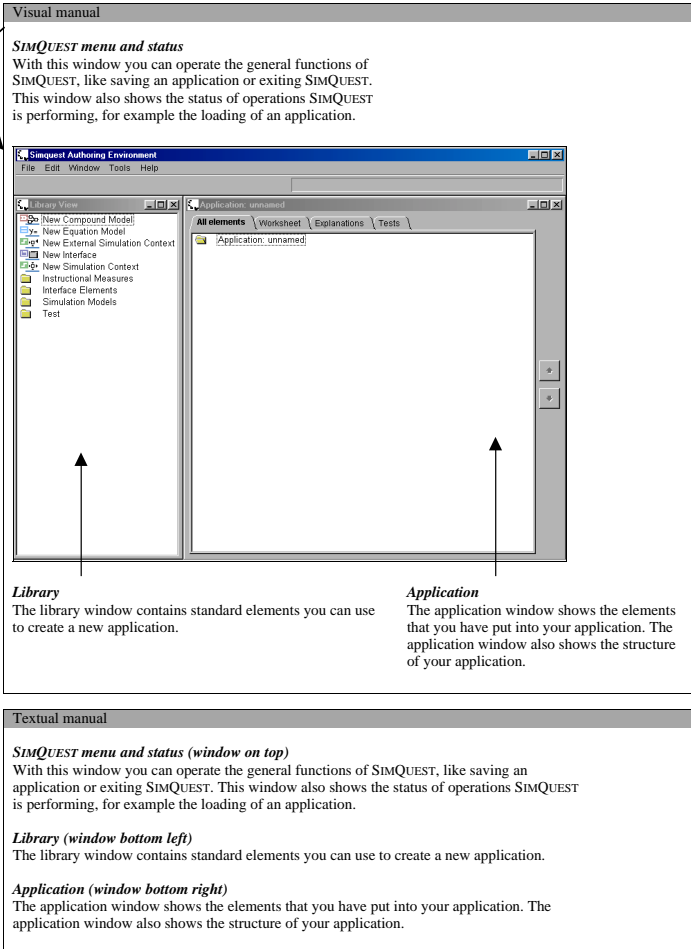 Visual manual
SIMQUEST menu and status
With this window you can operate the general functions of
SIMQUEST, like saving an application or exiting SIMQUEST.
This window also shows the status of operations SIMQUEST
is performing, for example the loading of an application.
Simquest Authoring Environment
File Edit Window Tools Help
Library View
New Compound Model
New Equation Model
New External Simulation Context
New Interface
New Simulation Context
Instructional Measures
Interface Elements
Simulation Models
Test
Application: unnamed
All elements Worksheet Explanations Tests
Application: unnamed
Library
The library window contains standard elements you can use
to create a new application.
Application
The application window shows the elements
that you have put into your application. The
application window also shows the structure
of your application.
Textual manual
SIMQUEST menu and status (window on top)
With this window you can operate the general functions of SIMQUEST, like saving an
application or exiting SIMQUEST. This window also shows the status of operations SIMQUEST
is performing, for example the loading of an application.
Library (window bottom left)
The library window contains standard elements you can use to create a new application.
Application (window bottom right)
The application window shows the elements that you have put into your application. The
application window also shows the structure of your application.